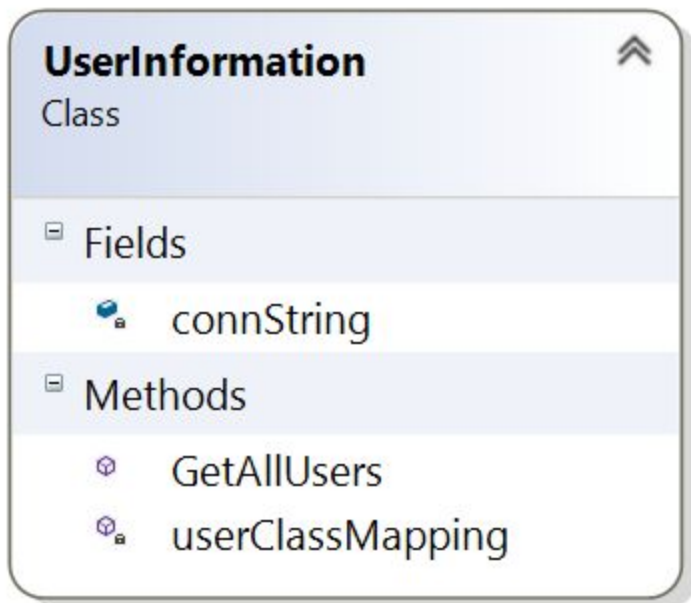 UserInformation
Class
Fields
connString
Methods
GetAllUsers
userClassMapping